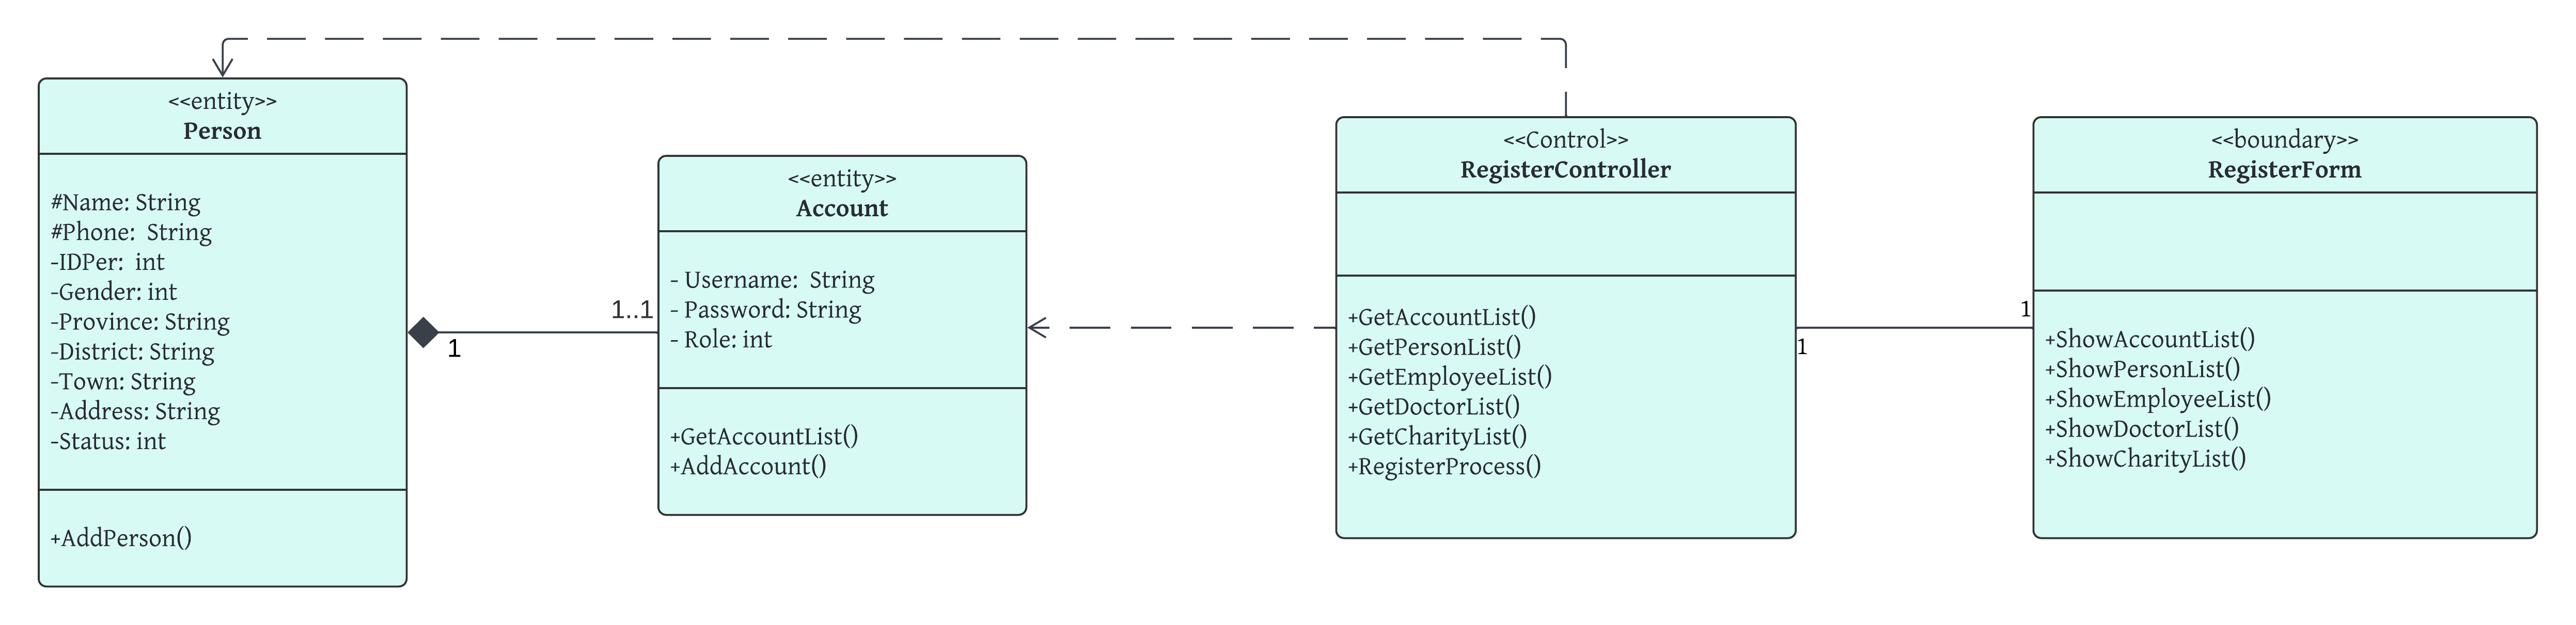 <<entity>>
Person
#Name: String
#Phone:  String
-IDPer:  int
-Gender: int
-Province: String
-District: String
-Town: String
-Address: String
-Status: int
+AddPerson()
1
1..1
<<entity>>
Account
- Username:  String
- Password: String
- Role: int
+GetAccountList()
+AddAccount()
<<Control>>
RegisterController
+GetAccountList()
+GetPersonList()
+GetEmployeeList()
+GetDoctorList()
+GetCharityList()
+RegisterProcess()
1
1
<<boundary>>
RegisterForm
+ShowAccountList()
+ShowPersonList()
+ShowEmployeeList()
+ShowDoctorList()
+ShowCharityList()